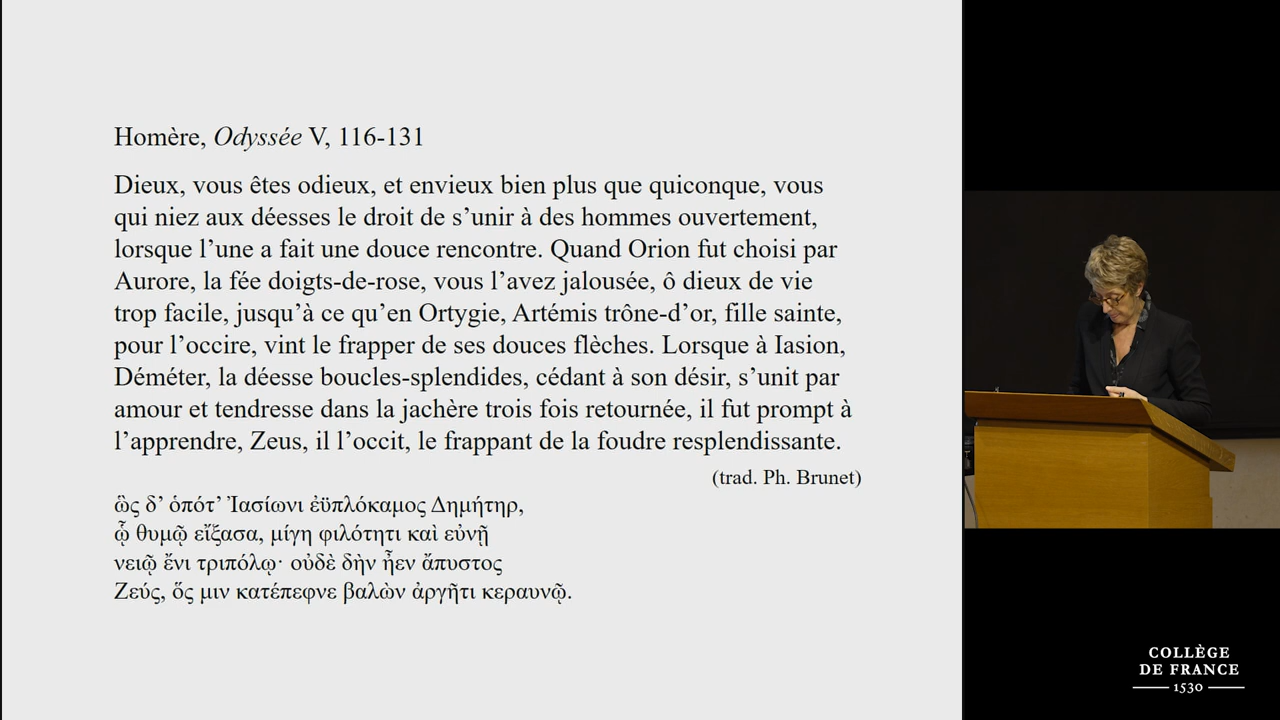 Homère, Odyssée V, 116-131
Dieux, vous êtes odieux, et envieux bien plus que quiconque, vous
qui niez aux déesses le droit de s’unir à des hommes ouvertement,
lorsque l’une a fait une douce rencontre. Quand Orion fut choisi par
Aurore, la fée doigts-de-rose, vous l’avez jalousée, ô dieux de vie
trop facile, jusqu’à ce qu’en Ortygie, Artémis trône-d’or, fille sainte,
pour l’occire, vint le frapper de ses douces flèches. Lorsque à Iasion,
Déméter, la déesse boucles-splendides, cédant à son désir, s’unit par
amour et tendresse dans la jachère trois fois retournée, il fut prompt à
l’apprendre, Zeus, il l’occit, le frappant de la foudre resplendissante.
(trad. Ph. Brunet)
ὣς δ’ ὁπότ’ Ἰασίωνι ἐϋπλόκαμος Δημήτηρ,
ᾧ θυμῷ εἴξασα, μίγη φιλότητι καὶ εὐνῇ
νειῷ ἔνι τριπόλῳ· οὐδὲ δὴν ἦεν ἄπυστος
Ζεύς, ὅς μιν κατέπεφνε βαλὼν ἀργῆτι κεραυνῷ.
COLLÈGE
DE FRANCE
1530